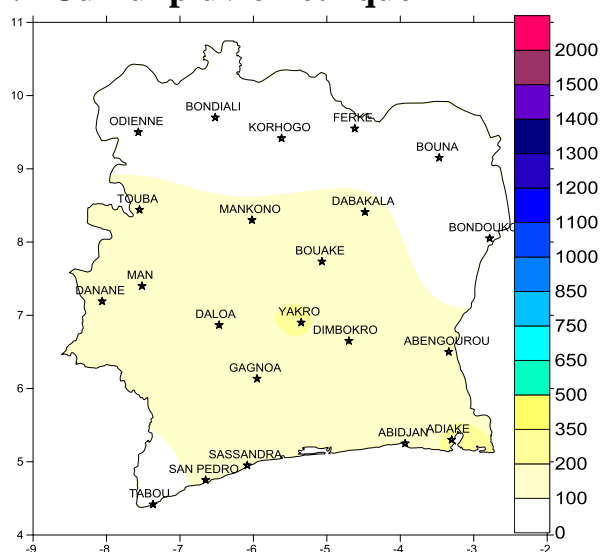 11
10
9
8
7
6
5
4
-9 -8 -7 -6 -5 -4 -3 -2
BONDIALI
ODIENNE
KORHOGO
FERKE
BOUNA
TOUBA
MANKONO
DABAKALA
BONDOUKO
BOUAKE
MAN
DANANE
DALOA
YAKRO
DIMBOKRO
ABENGOUROU
GAGNOA
ABIDJAN
ADIAKE
SASSANDRA
SAN PEDRO
TABOU
2000
1500
1400
1300
1200
1100
1000
850
750
650
500
350
200
100
0